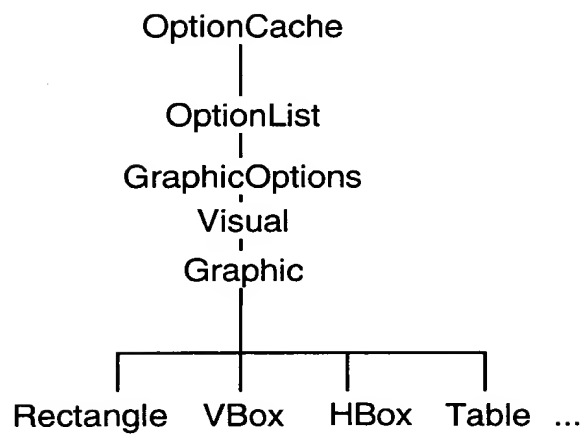 OptionCache
OptionList
GraphicOptions
Visual
Graphic
Rectangle VBox HBox Table ...